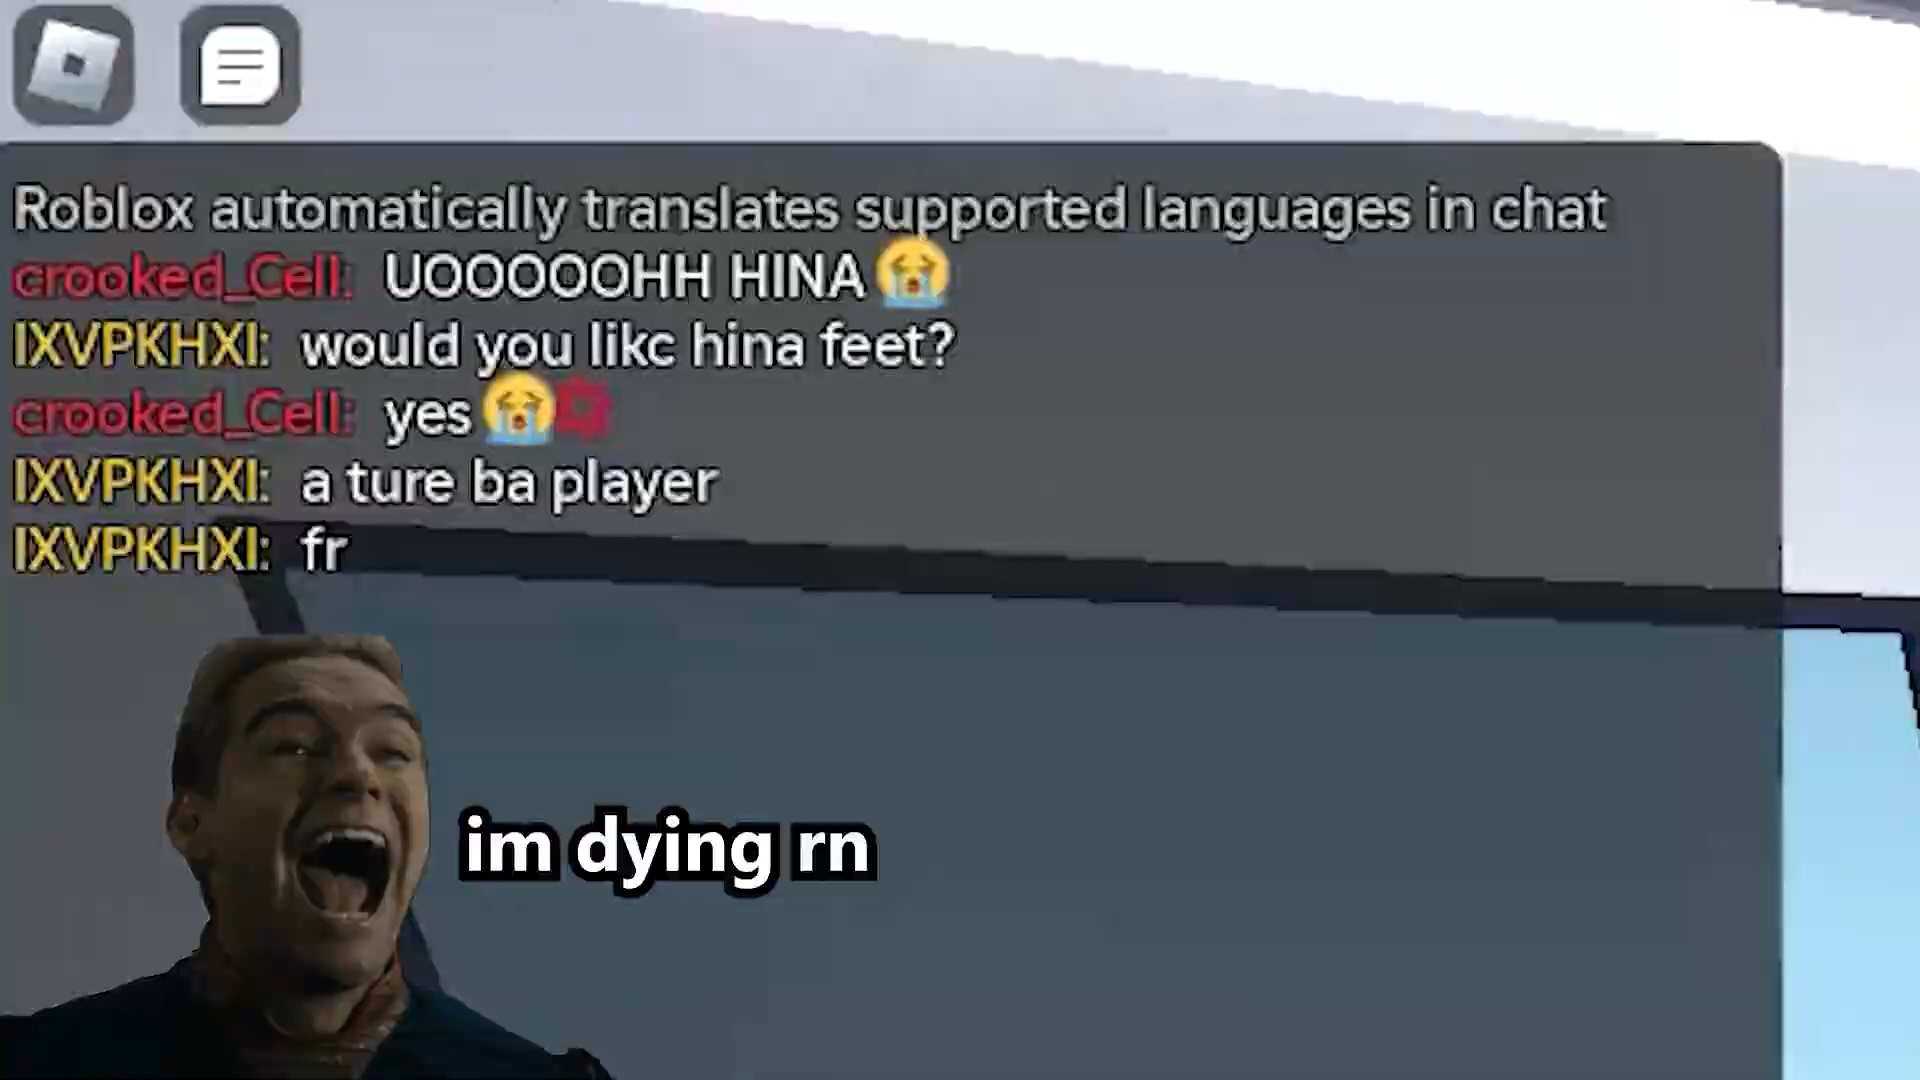 Roblox automatically translates supported languages in chat
crooked_Cell: UOOOOOHH HINA 😭
IXVPKHXI: would you like hina feet?
crooked_Cell: yes 😭💢
IXVPKHXI: a ture ba player
IXVPKHXI: fr
im dying rn